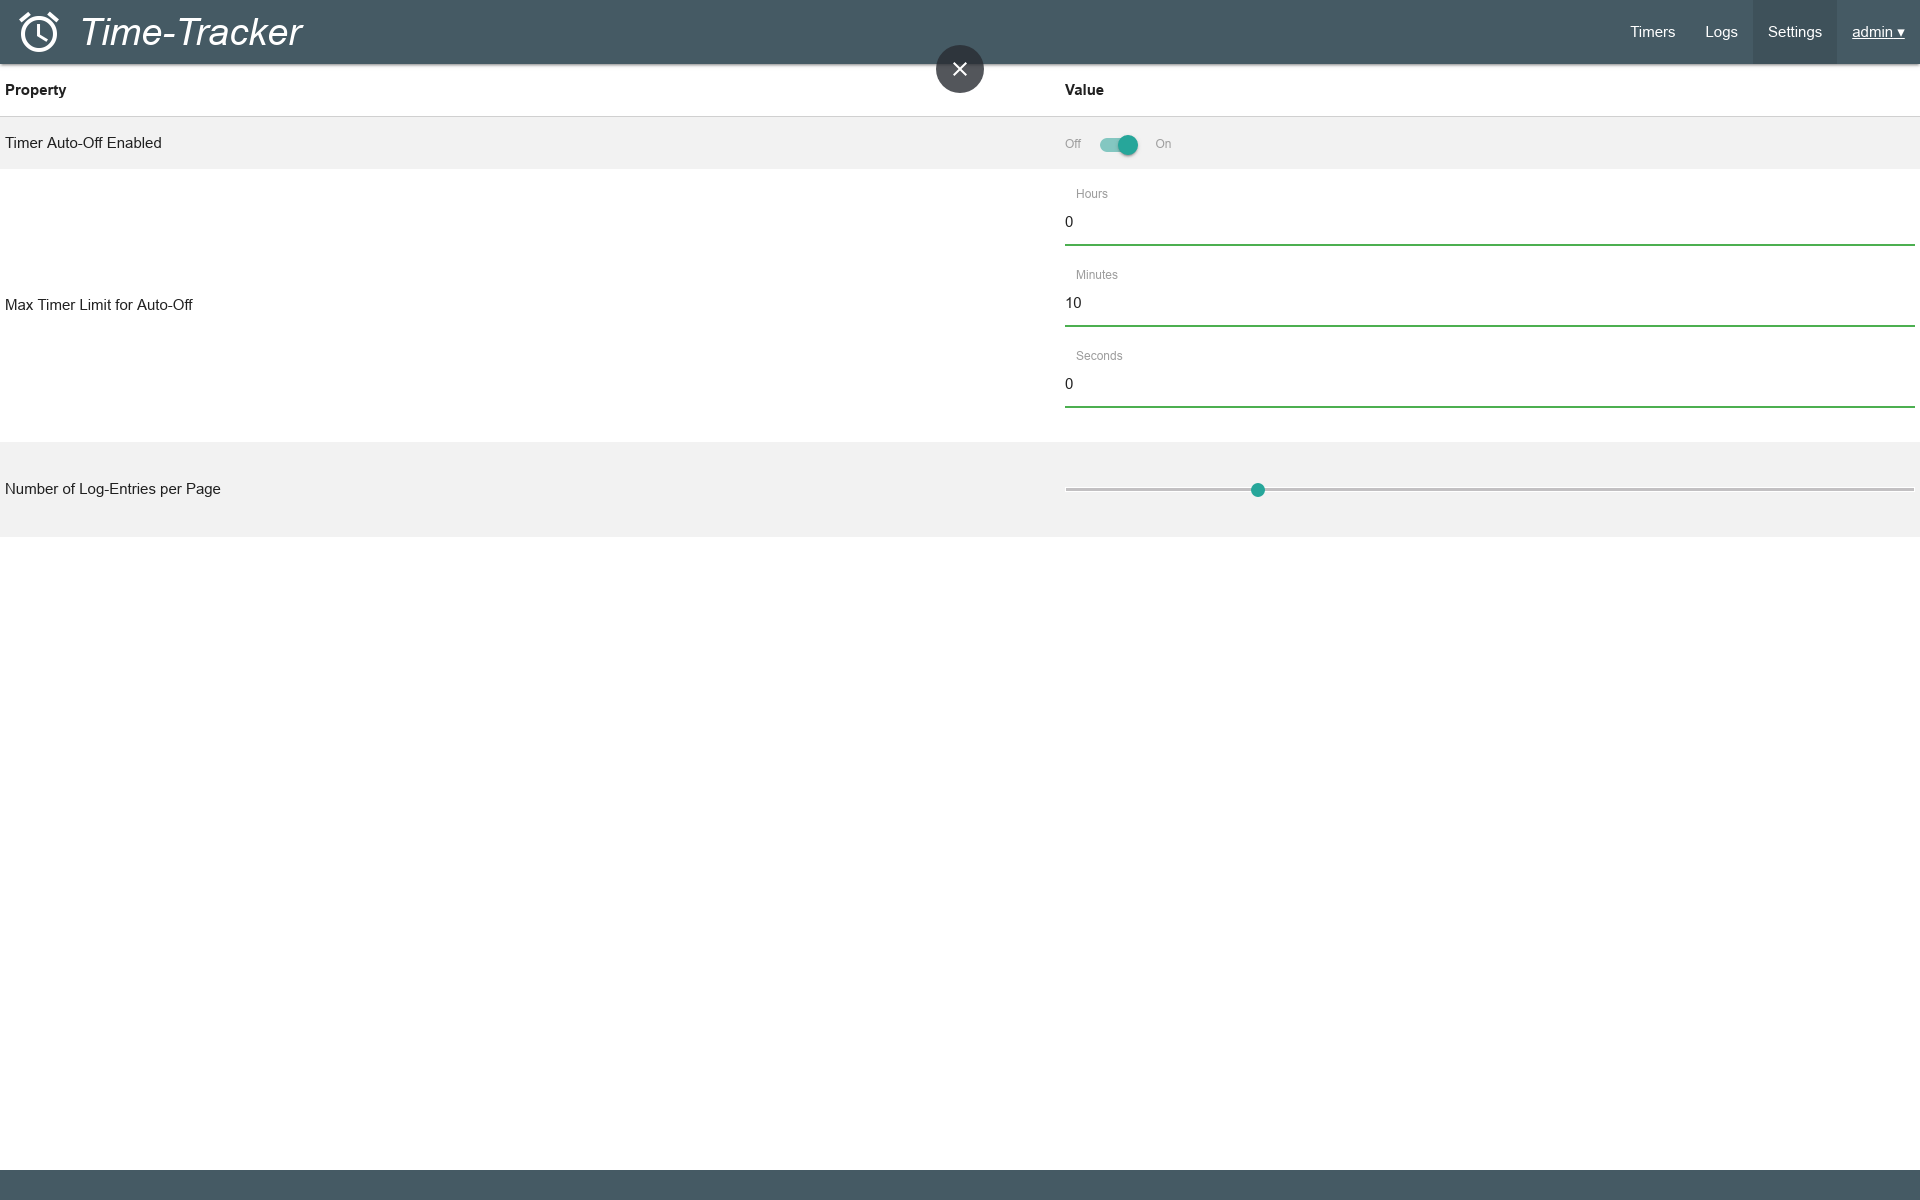 Time-Tracker
Timers Logs Settings admin ▾
Property Value
Timer Auto-Off Enabled Off On
Hours
0
Minutes
Max Timer Limit for Auto-Off 10
Seconds
0
Number of Log-Entries per Page